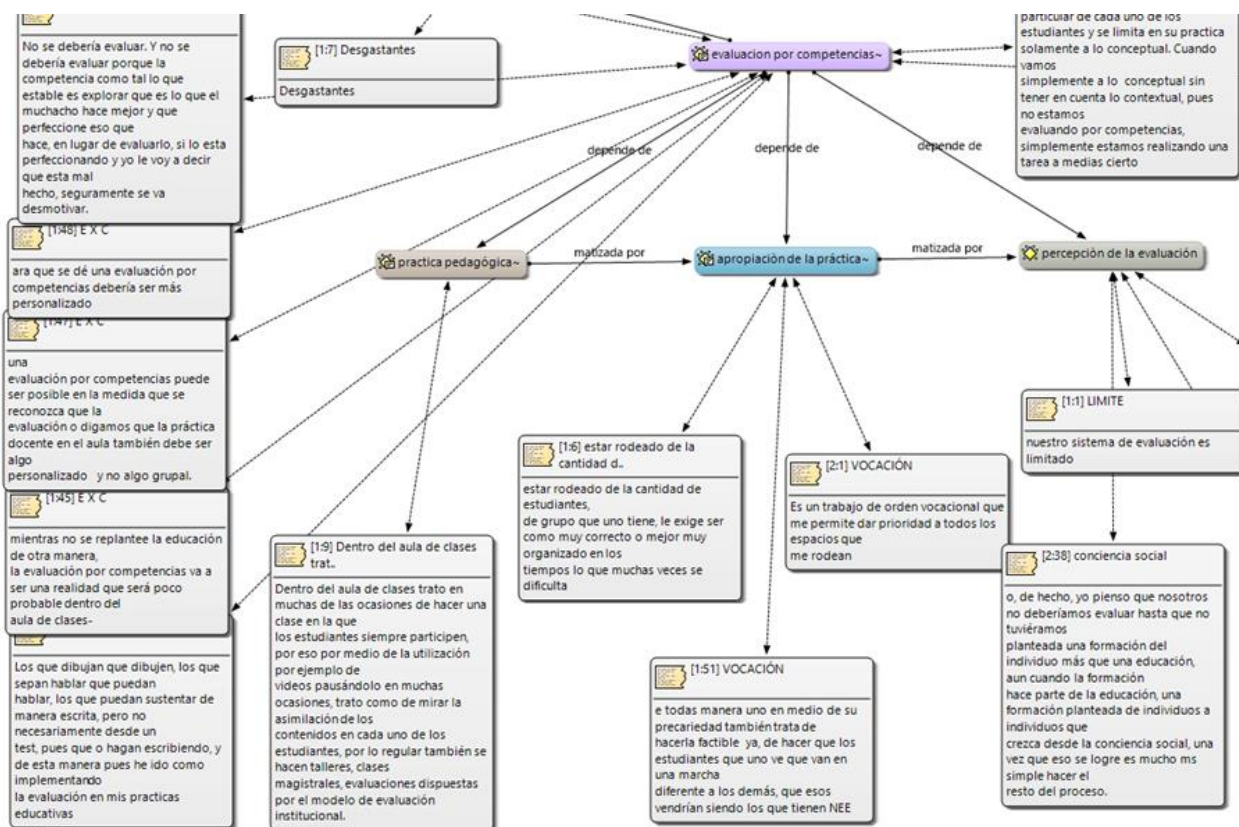 No se debería evaluar. Y no se
debería evaluar porque la
competencia como tal lo que
estable es explorar que es lo que el
muchacho hace mejor y que
perfeccione eso que
hace, en lugar de evaluarlo, si lo esta
perfeccionando y yo le voy a decir
que esta mal
hecho, seguramente se va
desmotivar.
[1:7] Desgastantes
Desgastantes
evaluacion por competencias~
particular de cada uno de los
estudiantes y se limita en su practica
solamente a lo conceptual. Cuando
vamos
simplemente a lo conceptual sin
tener en cuenta lo contextual, pues
no estamos
evaluando por competencias,
simplemente estamos realizando una
tarea a medias cierto
depende de
depende de
depende de
[1:48] E X C
ara que se dé una evaluación por
competencias debería ser más
personalizado
practica pedagógica~
matizada por
apropiación de la práctica~
matizada por
percepción de la evaluación
[1:47] E X C
una
evaluación por competencias puede
ser posible en la medida que se
reconozca que la
evaluación o digamos que la práctica
docente en el aula también debe ser
algo
personalizado y no algo grupal.
[1:45] E X C
mientras no se replantee la educación
de otra manera,
la evaluación por competencias va a
ser una realidad que será poco
probable dentro del
aula de clases-
Los que dibujan que dibujen, los que
sepan hablar que puedan
hablar, los que puedan sustentar de
manera escrita, pero no
necesariamente desde un
test, pues que o hagan escribiendo, y
de esta manera pues he ido como
implementando
la evaluación en mis practicas
educativas
[1:9] Dentro del aula de clases
trat..
Dentro del aula de clases trato en
muchas de las ocasiones de hacer una
clase en la que
los estudiantes siempre participen,
por eso por medio de la utilización
por ejemplo de
videos pausándolo en muchas
ocasiones, trato como de mirar la
asimilación de los
contenidos en cada uno de los
estudiantes, por lo regular también se
hacen talleres, clases
magistrales, evaluaciones dispuestas
por el modelo de evaluación
institucional.
[1:6] estar rodeado de la
cantidad d..
estar rodeado de la cantidad de
estudiantes,
de grupo que uno tiene, le exige ser
como muy correcto o mejor muy
organizado en los
tiempos lo que muchas veces se
dificulta
[2:1] VOCACIÓN
Es un trabajo de orden vocacional que
me permite dar prioridad a todos los
espacios que
me rodean
[1:51] VOCACIÓN
e todas manera uno en medio de su
precariedad también trata de
hacerla factible ya, de hacer que los
estudiantes que uno ve que van en
una marcha
diferente a los demás, que esos
vendrían siendo los que tienen NEE
[1:1] LIMITE
nuestro sistema de evaluación es
limitado
[2:38] conciencia social
o, de hecho, yo pienso que nosotros
no deberíamos evaluar hasta que no
tuviéramos
planteada una formación del
individuo más que una educación,
aun cuando la formación
hace parte de la educación, una
formación planteada de individuos a
individuos que
crezca desde la conciencia social, una
vez que eso se logre es mucho ms
simple hacer el
resto del proceso.